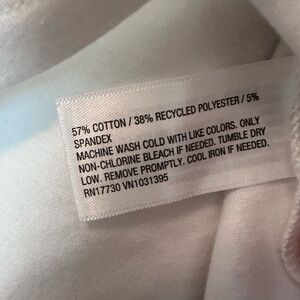 57% COTTON / 38% RECYCLED POLYESTER / 5%
SPANDEX
MACHINE WASH COLD WITH LIKE COLORS. ONLY
NON-CHLORINE BLEACH IF NEEDED. TUMBLE DRY
LOW. REMOVE PROMPTLY. COOL IRON IF NEEDED.
RN17730 VN1031395